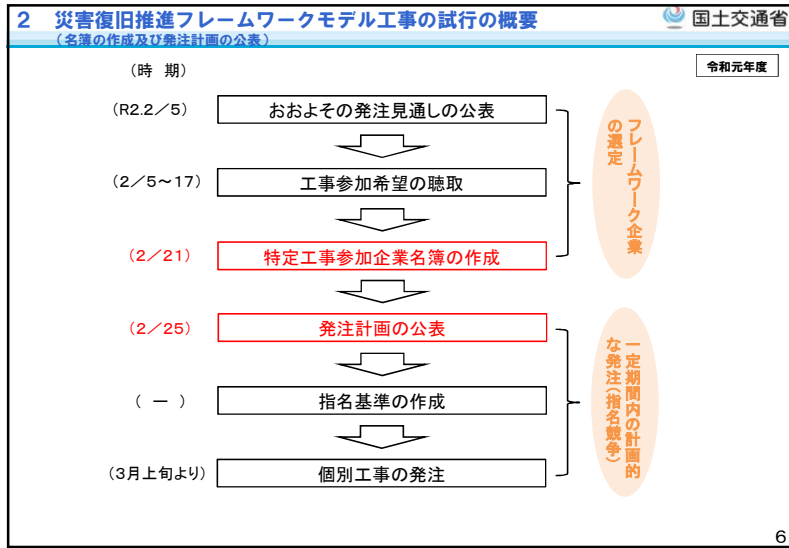 2　災害復旧推進フレームワークモデル工事の試行の概要
（名簿の作成及び発注計画の公表）
国土交通省
令和元年度
（時　期）
（R2.2／5）
おおよその発注見通しの公表
（2／5～17）
工事参加希望の聴取
（2／21）
特定工事参加企業名簿の作成
フレームワーク企業
の選定
（2／25）
発注計画の公表
（　－　）
指名基準の作成
（3月上旬より）
個別工事の発注
一定期間内の計画的
な発注（指名競争）
6